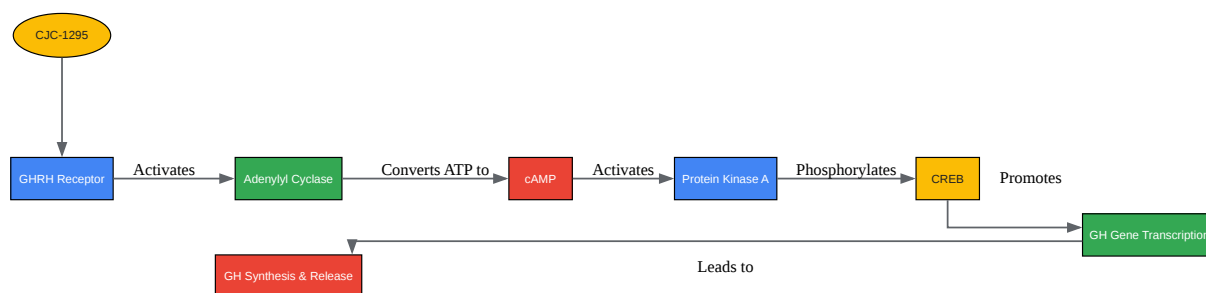 CJC-1295
GHRH Receptor
Activates
Adenylyl Cyclase
Converts ATP to
cAMP
Activates
Protein Kinase A
Phosphorylates
CREB
Promotes
GH Gene Transcription
Leads to
GH Synthesis & Release